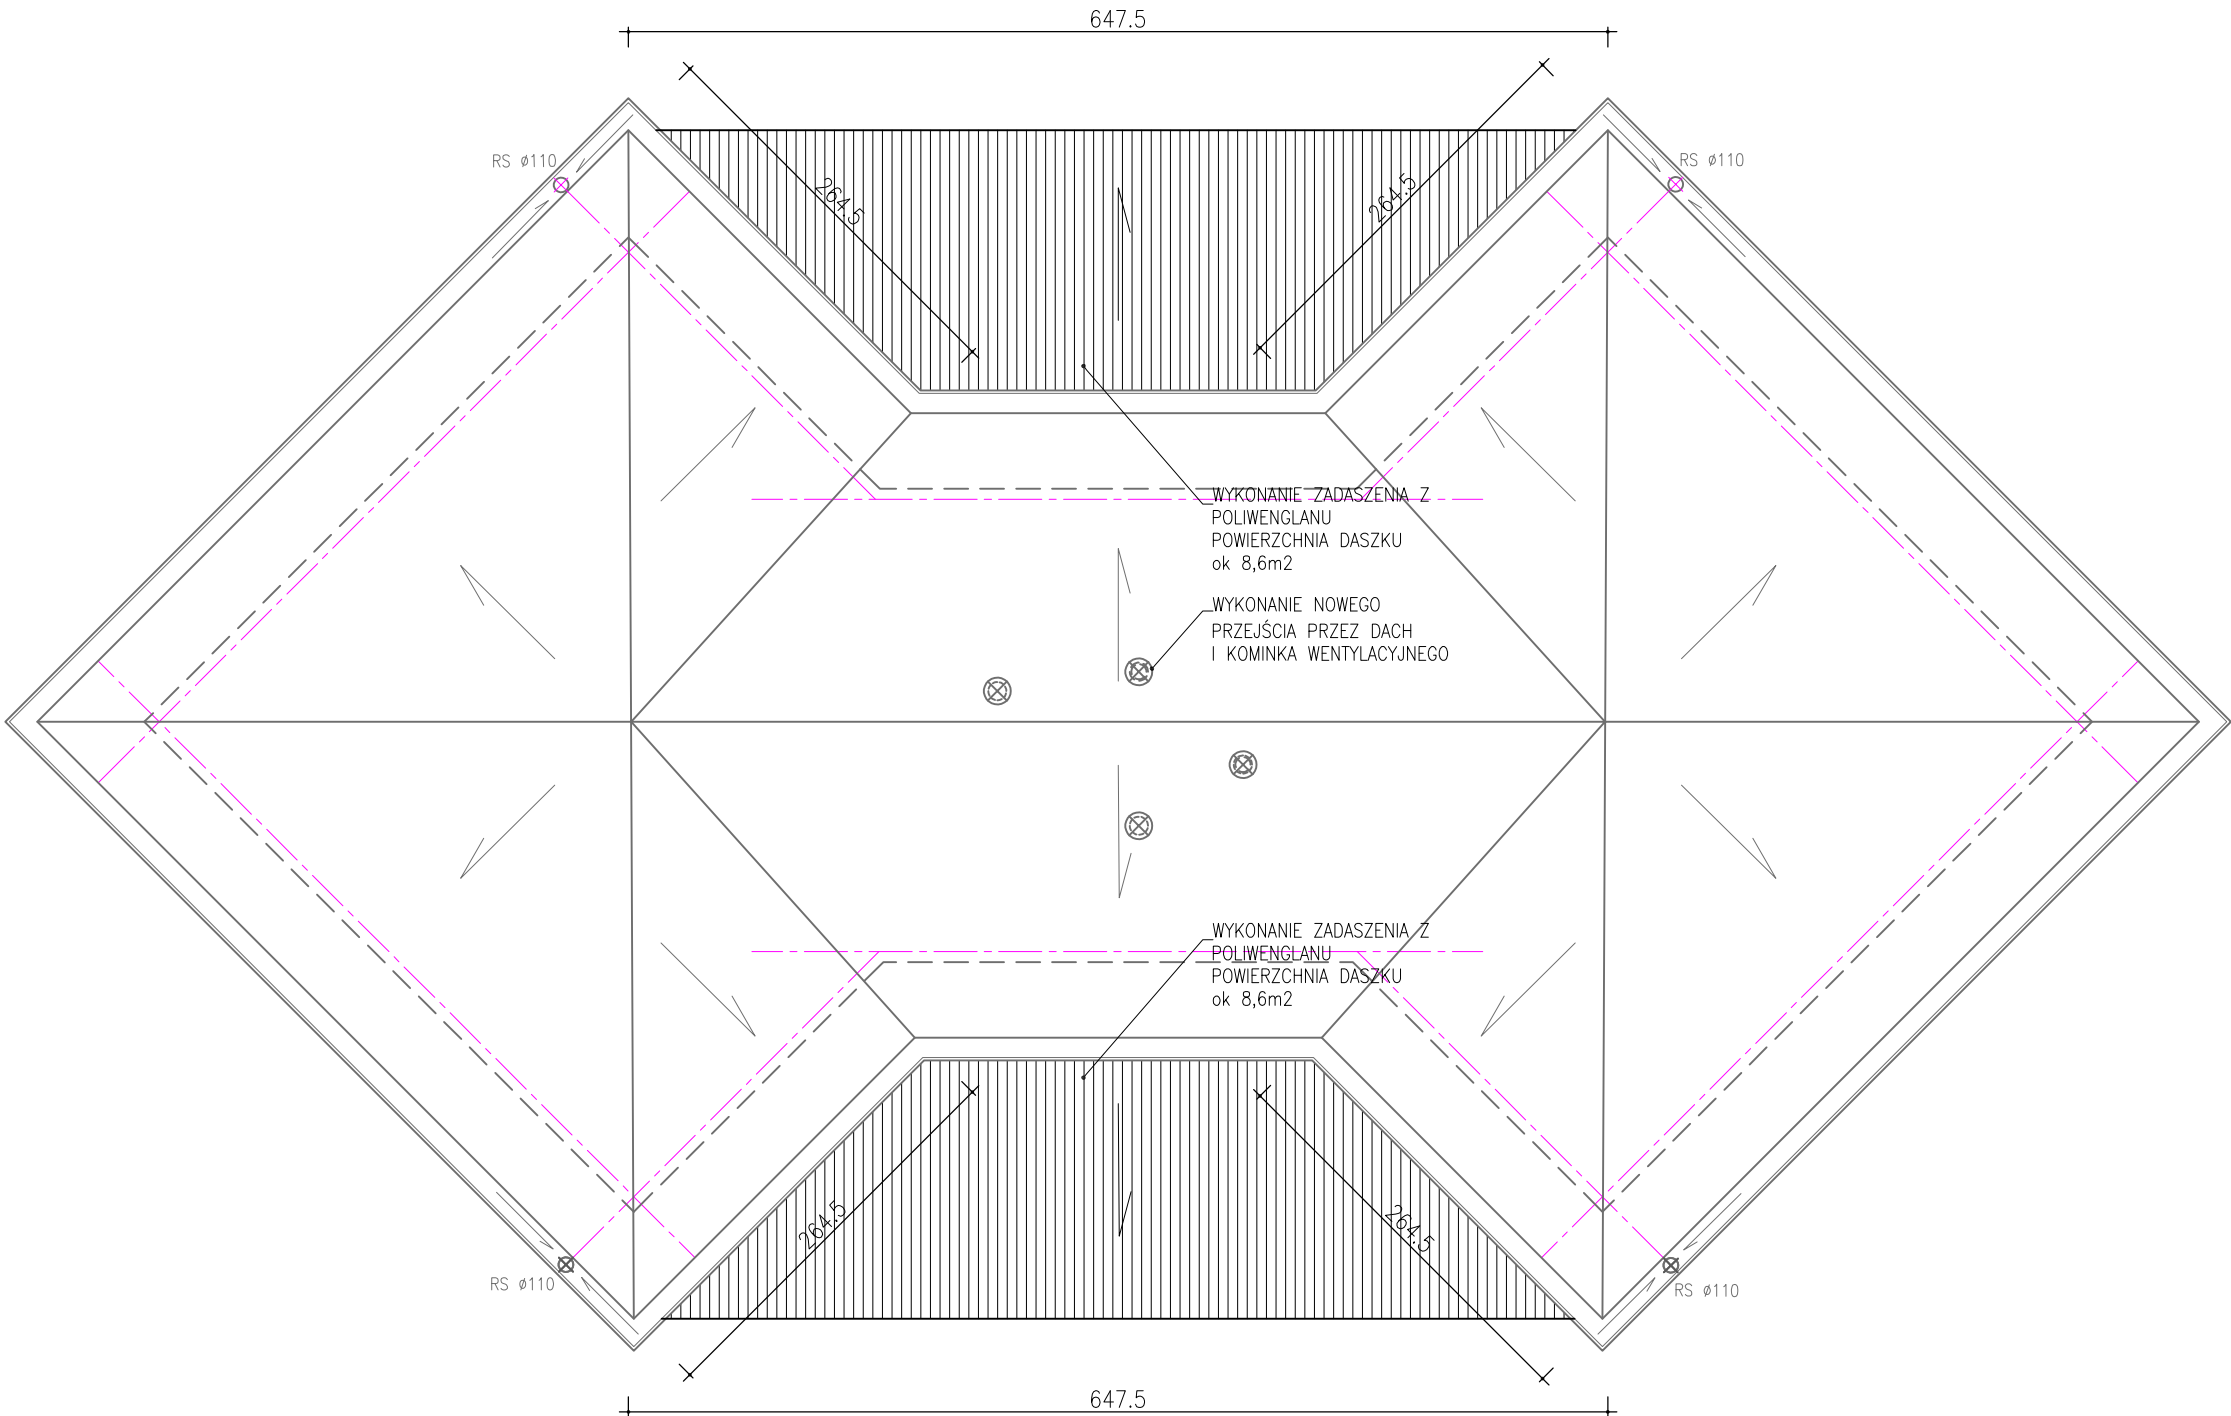 647.5
RS ø110
RS ø110
264.5
264.5
WYKONANIE ZADASZENIA Z
POLIWENGLANU
POWIERZCHNIA DASZKU
ok 8,6m2
WYKONANIE NOWEGO
PRZEJŚCIA PRZEZ DACH
I KOMINKA WENTYLACYJNEGO
WYKONANIE ZADASZENIA Z
POLIWENGLANU
POWIERZCHNIA DASZKU
ok 8,6m2
264.5
264.5
RS ø110
RS ø110
647.5